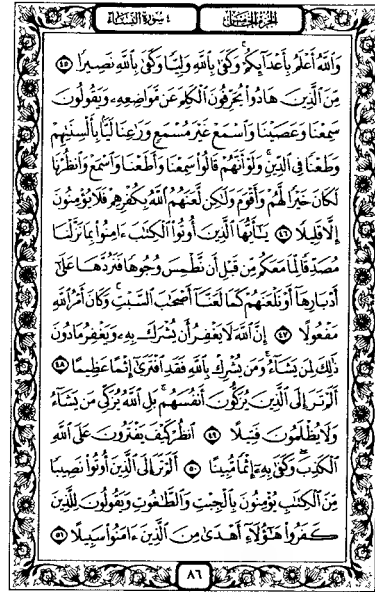 ٤ سورة النساء
الجزء الخامس
وَٱللَّهُ أَعْلَمُ بِأَعْدَآئِكُمْ ۚ وَكَفَىٰ بِٱللَّهِ وَلِيًّا وَكَفَىٰ بِٱللَّهِ نَصِيرًا ٤٥
مِّنَ ٱلَّذِينَ هَادُوا۟ يُحَرِّفُونَ ٱلْكَلِمَ عَن مَّوَاضِعِهِۦ وَيَقُولُونَ
سَمِعْنَا وَعَصَيْنَا وَٱسْمَعْ غَيْرَ مُسْمَعٍ وَرَٰعِنَا لَيًّۢا بِأَلْسِنَتِهِمْ
وَطَعْنًا فِى ٱلدِّينِ ۚ وَلَوْ أَنَّهُمْ قَالُوا۟ سَمِعْنَا وَأَطَعْنَا وَٱسْمَعْ وَٱنظُرْنَا
لَكَانَ خَيْرًا لَّهُمْ وَأَقْوَمَ وَلَـٰكِن لَّعَنَهُمُ ٱللَّهُ بِكُفْرِهِمْ فَلَا يُؤْمِنُونَ
إِلَّا قَلِيلًا ٤٦ يَـٰٓأَيُّهَا ٱلَّذِينَ أُوتُوا۟ ٱلْكِتَـٰبَ ءَامِنُوا۟ بِمَا نَزَّلْنَا
مُصَدِّقًا لِّمَا مَعَكُم مِّن قَبْلِ أَن نَّطْمِسَ وُجُوهًا فَنَرُدَّهَا عَلَىٰٓ
أَدْبَارِهَآ أَوْ نَلْعَنَهُمْ كَمَا لَعَنَّآ أَصْحَـٰبَ ٱلسَّبْتِ ۚ وَكَانَ أَمْرُ ٱللَّهِ
مَفْعُولًا ٤٧ إِنَّ ٱللَّهَ لَا يَغْفِرُ أَن يُشْرَكَ بِهِۦ وَيَغْفِرُ مَا دُونَ
ذَٰلِكَ لِمَن يَشَآءُ ۚ وَمَن يُشْرِكْ بِٱللَّهِ فَقَدِ ٱفْتَرَىٰٓ إِثْمًا عَظِيمًا ٤٨
أَلَمْ تَرَ إِلَى ٱلَّذِينَ يُزَكُّونَ أَنفُسَهُم ۚ بَلِ ٱللَّهُ يُزَكِّى مَن يَشَآءُ
وَلَا يُظْلَمُونَ فَتِيلًا ٤٩ ٱنظُرْ كَيْفَ يَفْتَرُونَ عَلَى ٱللَّهِ
ٱلْكَذِبَ ۖ وَكَفَىٰ بِهِۦٓ إِثْمًا مُّبِينًا ٥٠ أَلَمْ تَرَ إِلَى ٱلَّذِينَ أُوتُوا۟ نَصِيبًا
مِّنَ ٱلْكِتَـٰبِ يُؤْمِنُونَ بِٱلْجِبْتِ وَٱلطَّـٰغُوتِ وَيَقُولُونَ لِلَّذِينَ
كَفَرُوا۟ هَـٰٓؤُلَآءِ أَهْدَىٰ مِنَ ٱلَّذِينَ ءَامَنُوا۟ سَبِيلًا ٥١
٨٦